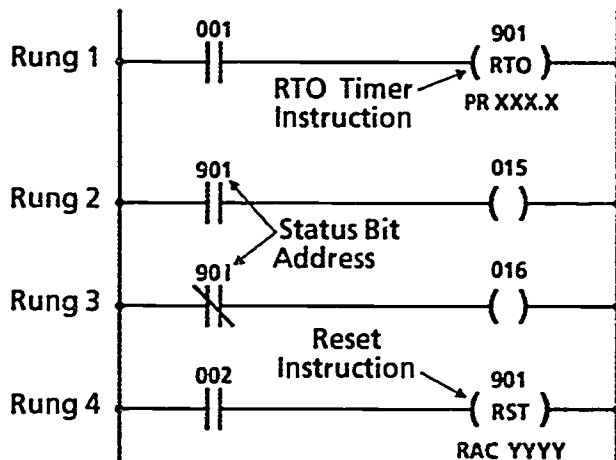 001 901
Rung 1 RTO
RTO Timer
Instruction PR XXX.X
901 015
Rung 2
Status Bit
Address
901 016
Rung 3
Reset
Instruction
002 901
Rung 4 RST
RAC YYYY